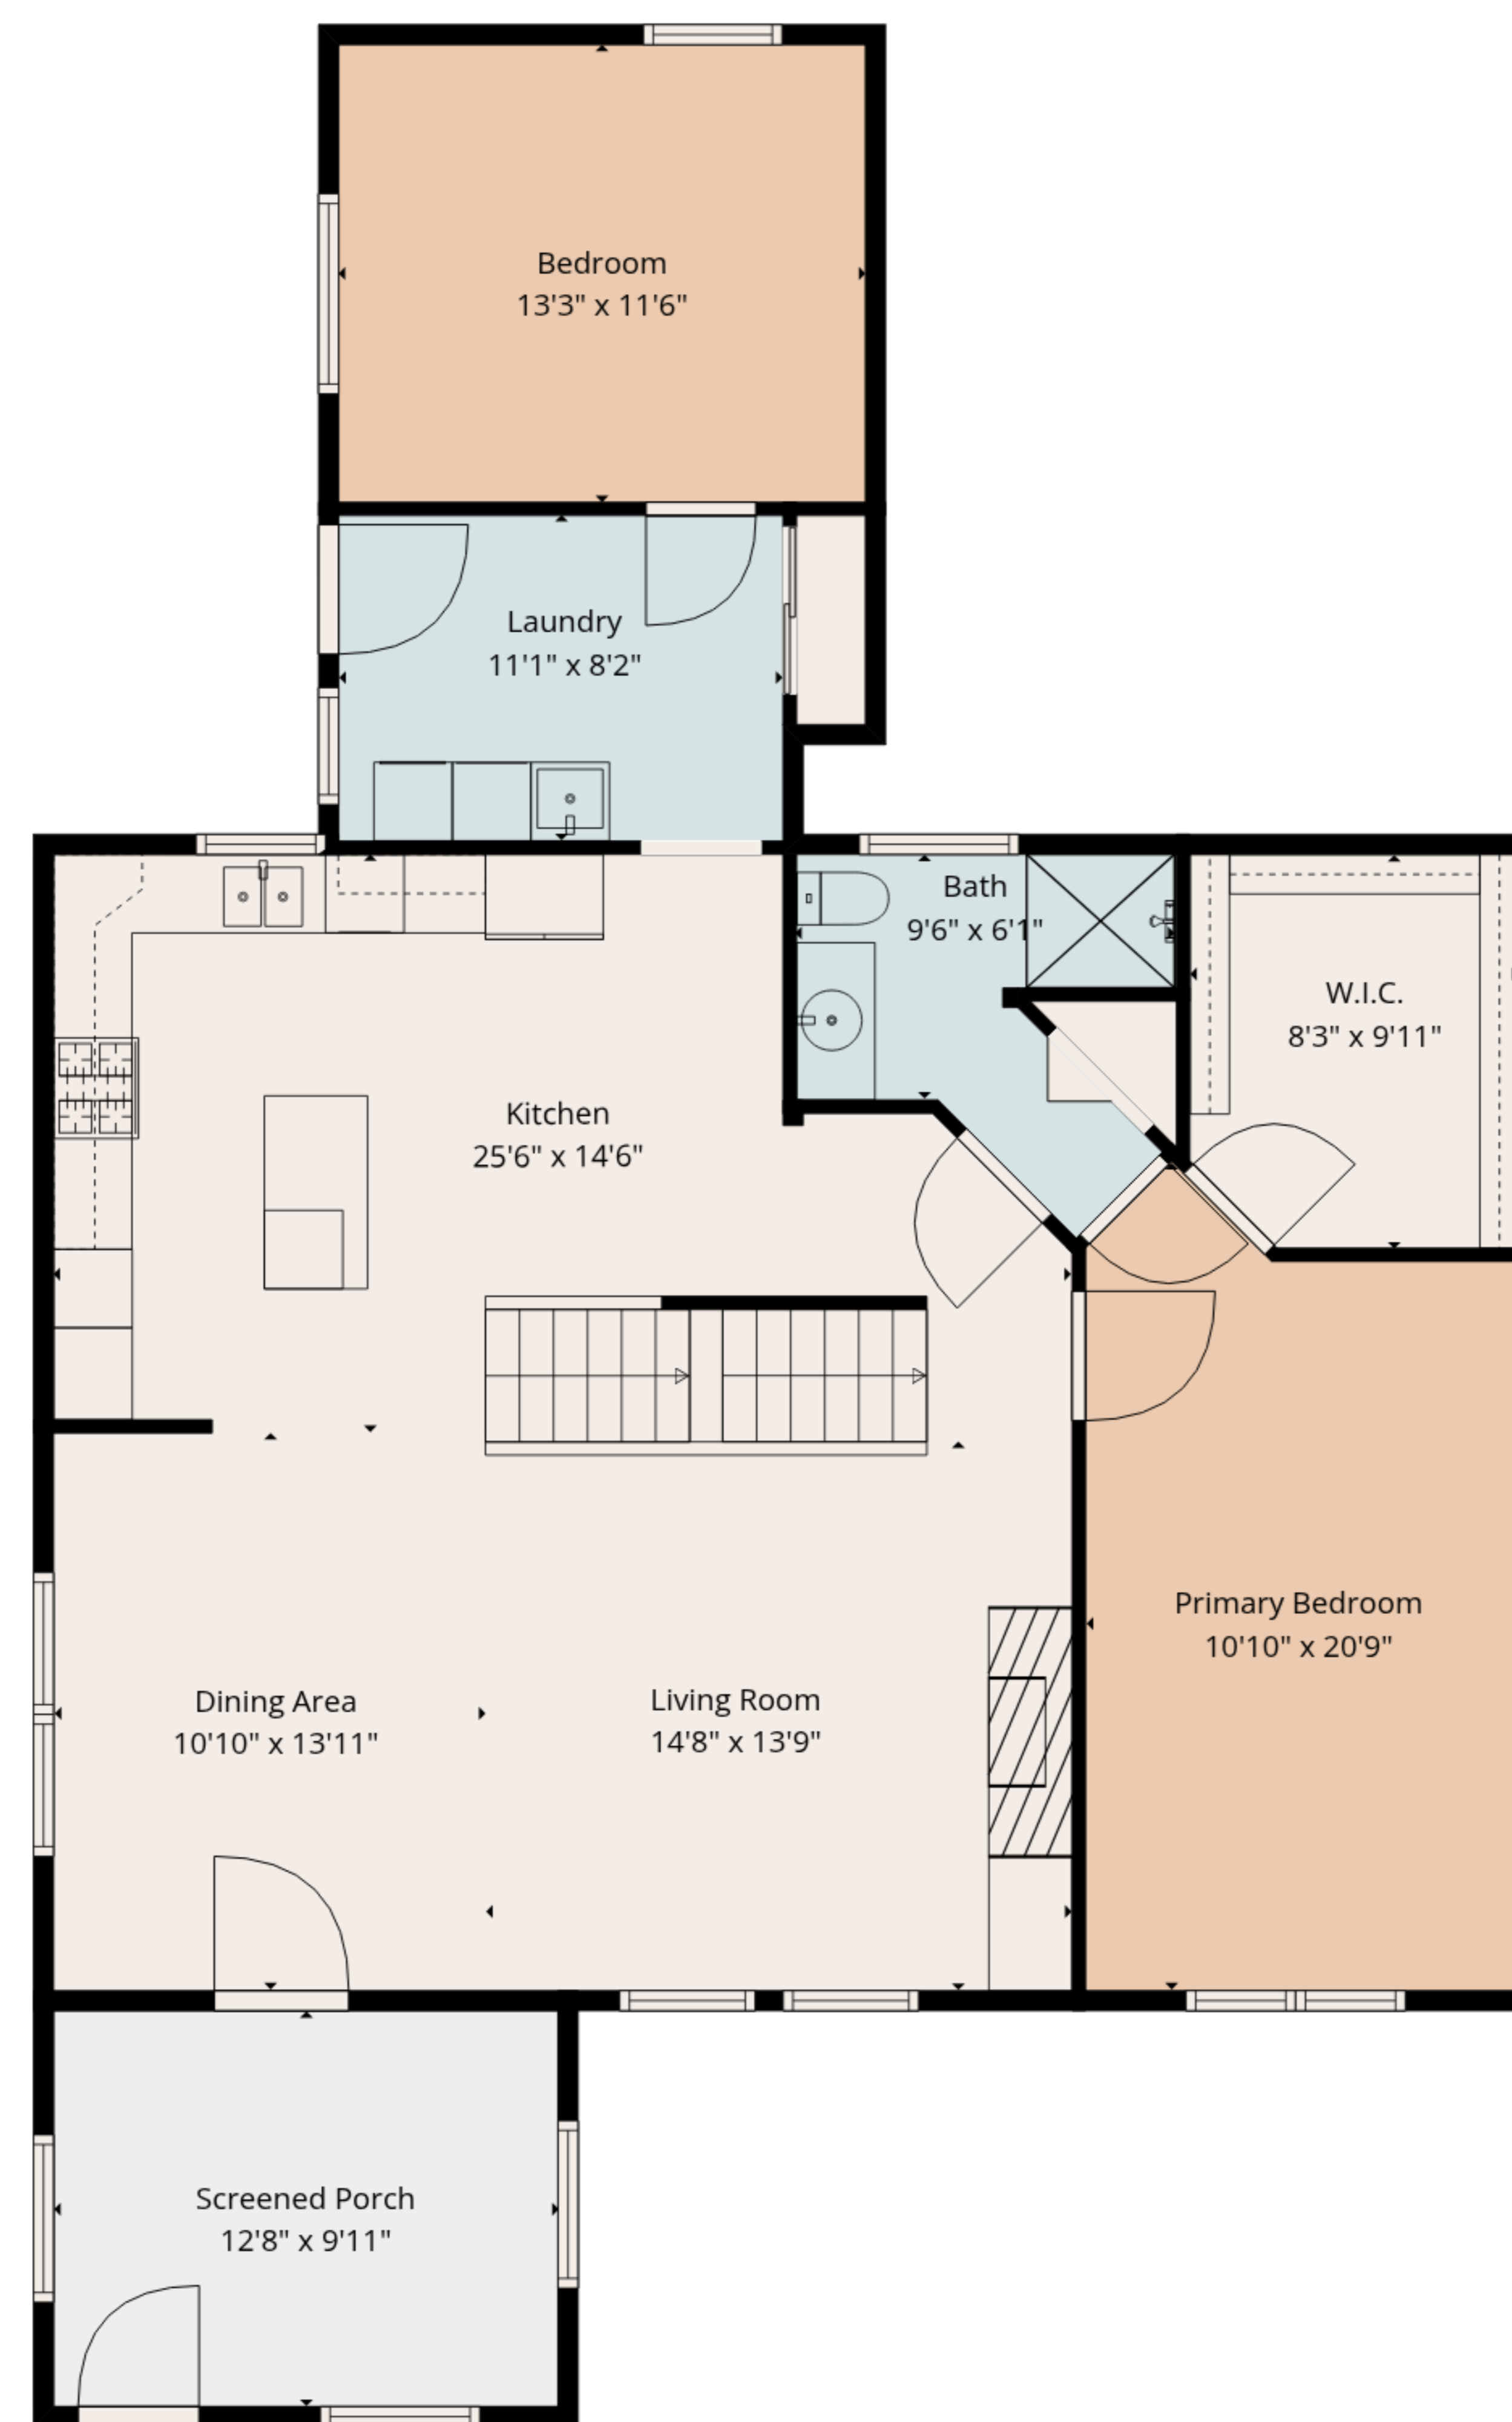 Bedroom
13'3" x 11'6"
Laundry
11'1" x 8'2"
Bath
9'6" x 6'1"
W.I.C.
8'3" x 9'11"
Kitchen
25'6" x 14'6"
Primary Bedroom
10'10" x 20'9"
Dining Area
10'10" x 13'11"
Living Room
14'8" x 13'9"
Screened Porch
12'8" x 9'11"